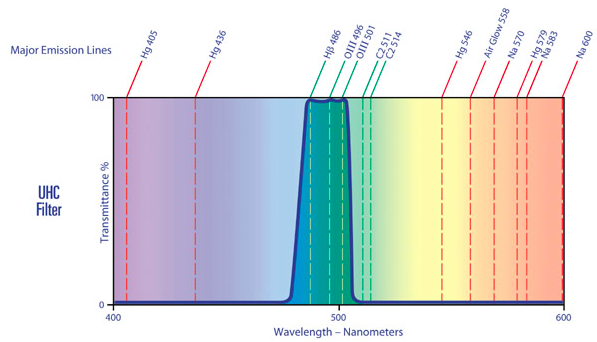 Major Emission Lines
Hg 405
Hg 436
Hβ 486
OIII 496
OIII 501
C2 511
C2 514
Hg 546
Air Glow 558
Na 570
Hg 579
Na 583
Na 600
100
UHC
Filter
Transmittance %
0
400
500
600
Wavelength – Nanometers